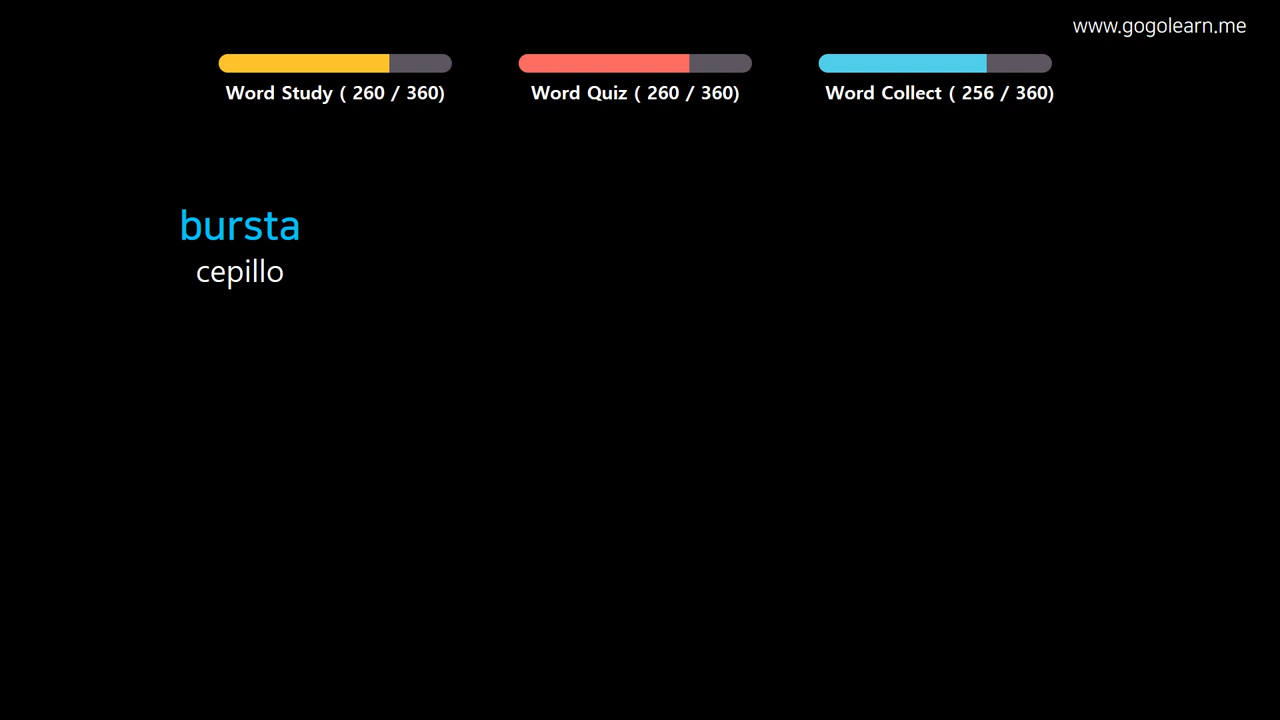 www.gogolearn.me
Word Study ( 260 / 360)
Word Quiz ( 260 / 360)
Word Collect ( 256 / 360)
bursta
cepillo